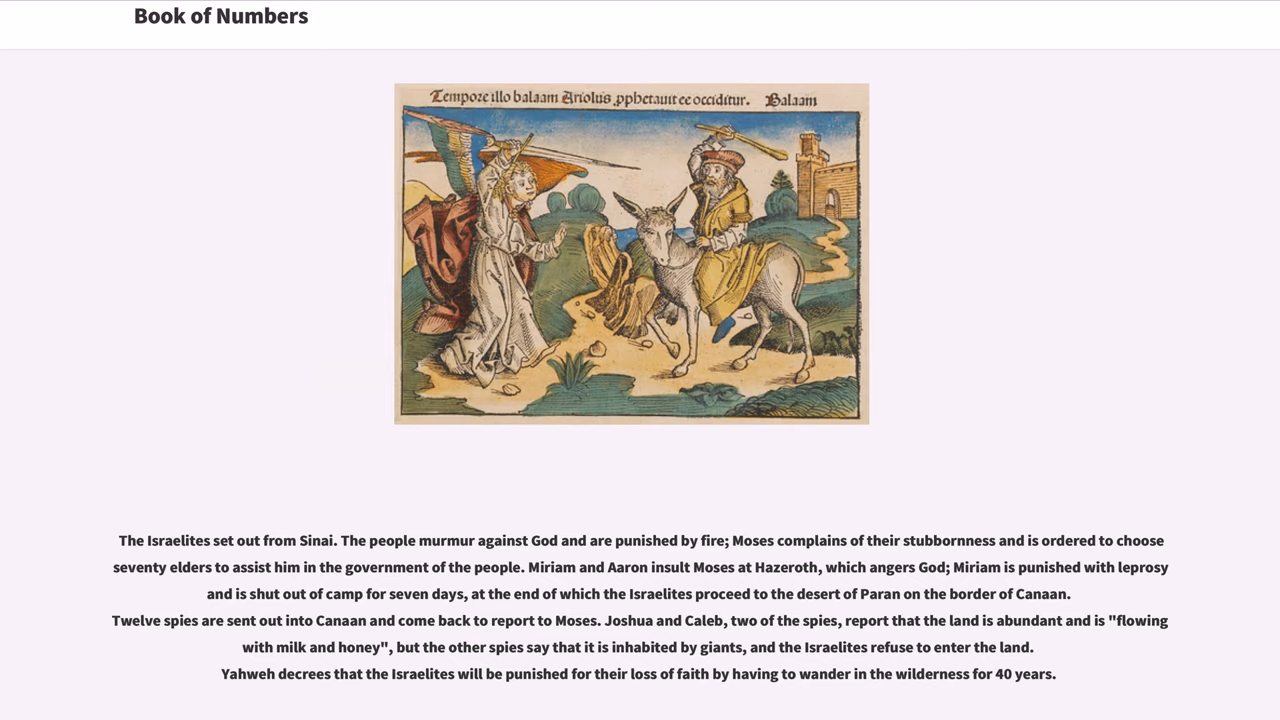 Book of Numbers
Tempore illo balaam Ariolus ꝓphetauit ee occiditur. Balaam
The Israelites set out from Sinai. The people murmur against God and are punished by fire; Moses complains of their stubbornness and is ordered to choose
seventy elders to assist him in the government of the people. Miriam and Aaron insult Moses at Hazeroth, which angers God; Miriam is punished with leprosy
and is shut out of camp for seven days, at the end of which the Israelites proceed to the desert of Paran on the border of Canaan.
Twelve spies are sent out into Canaan and come back to report to Moses. Joshua and Caleb, two of the spies, report that the land is abundant and is "flowing
with milk and honey", but the other spies say that it is inhabited by giants, and the Israelites refuse to enter the land.
Yahweh decrees that the Israelites will be punished for their loss of faith by having to wander in the wilderness for 40 years.